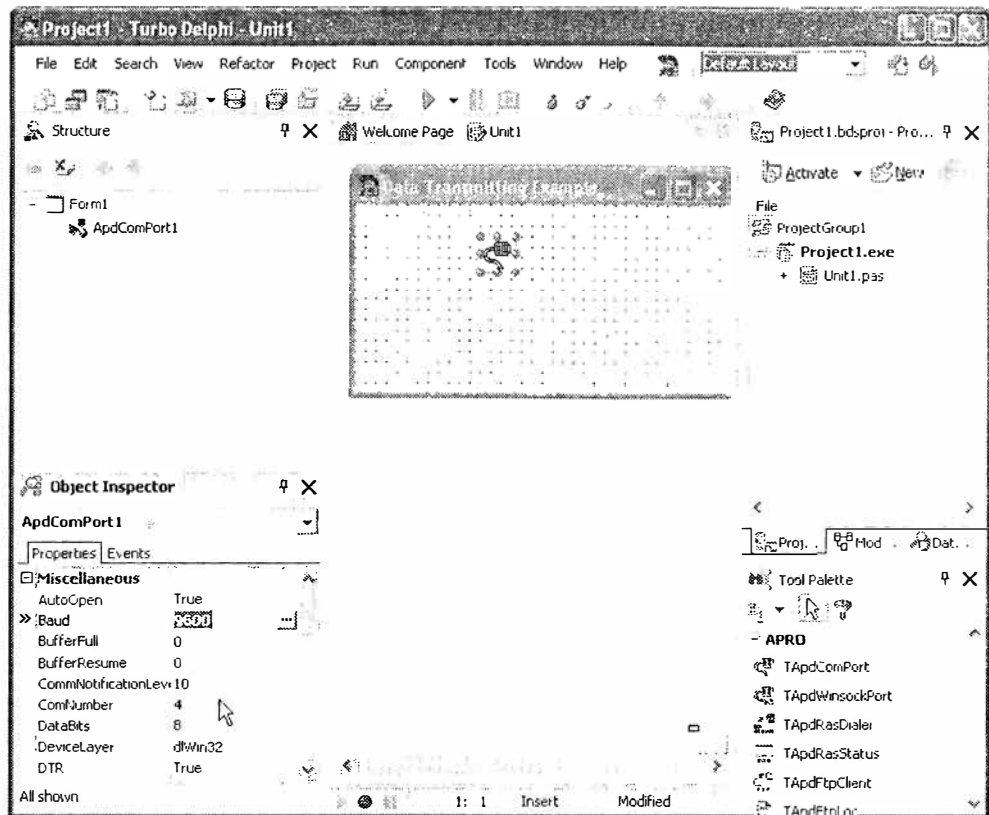 Project1 - Turbo Delphi - Unit1
File Edit Search View Refactor Project Run Component Tools Window Help
Structure
Welcome Page Unit1
Project1.bdsproj - Pro...
Activate New
Form1
ApdComPort1
Data Transmitting Example
File
ProjectGroup1
Project1.exe
Unit1.pas
Object Inspector
ApdComPort1
Properties Events
Miscellaneous
AutoOpen True
Baud 9600
BufferFull 0
BufferResume 0
CommNotificationLeve 10
ComNumber 4
DataBits 8
DeviceLayer dlWin32
DTR True
All shown
1: 1 Insert Modified
Proj... Mod... Dat...
Tool Palette
APRO
TApdComPort
TApdWinsockPort
TApdRasDialer
TApdRasStatus
TApdFtpClient
TApdFtpLog